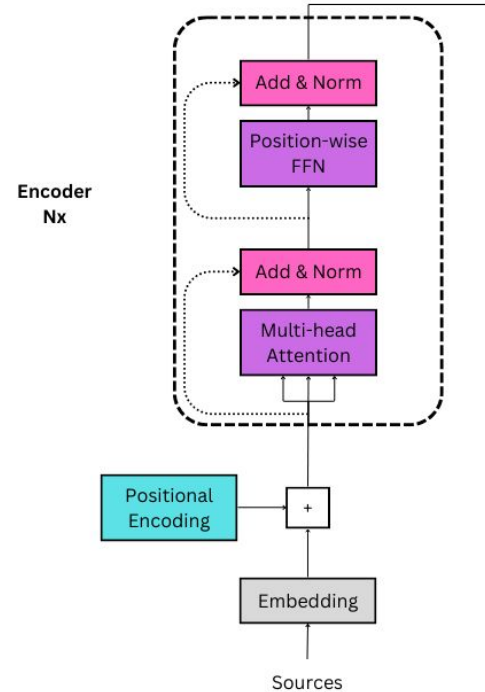 Add & Norm
Position-wise
FFN
Encoder
Nx
Add & Norm
Multi-head
Attention
Positional
Encoding
+
Embedding
Sources